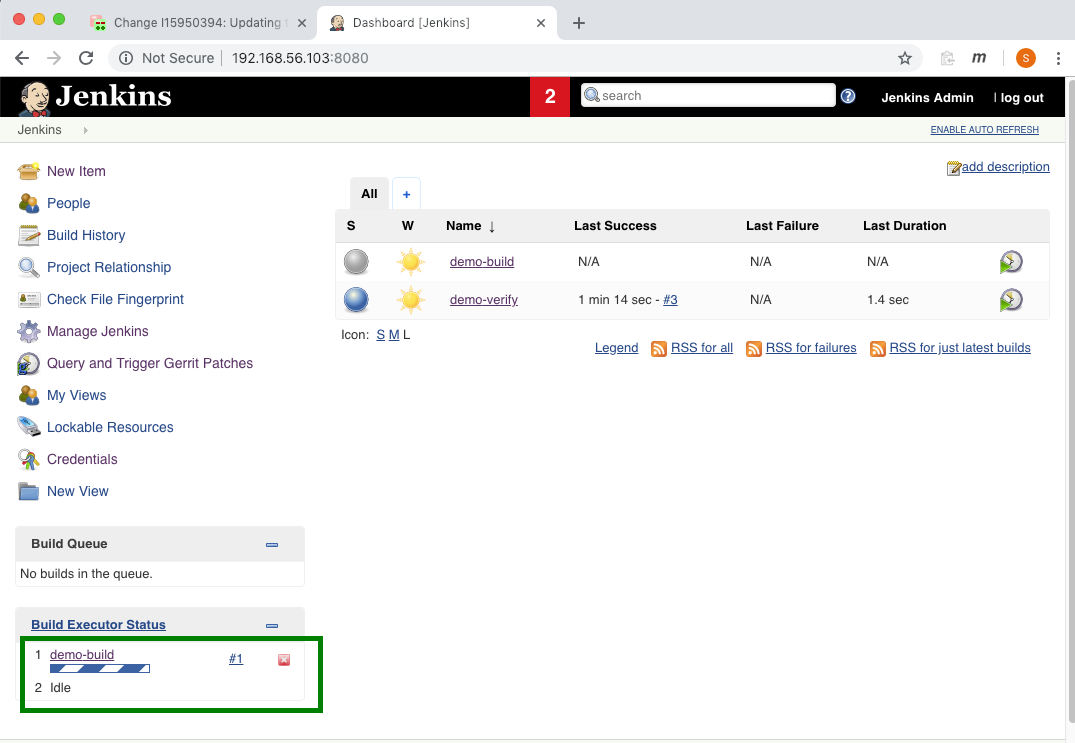 Change I15950394: Updating
Dashboard [Jenkins]
Not Secure
192.168.56.103:8080
m
S
Jenkins
2
search
Jenkins Admin
| log out
Jenkins
ENABLE AUTO REFRESH
add description
New Item
People
Build History
Project Relationship
Check File Fingerprint
Manage Jenkins
Query and Trigger Gerrit Patches
My Views
Lockable Resources
Credentials
New View
Build Queue
No builds in the queue.
Build Executor Status
1 demo-build #1
2 Idle
All +
S W Name ↓ Last Success Last Failure Last Duration
demo-build N/A N/A N/A
demo-verify 1 min 14 sec - #3 N/A 1.4 sec
Icon: S M L
Legend RSS for all RSS for failures RSS for just latest builds